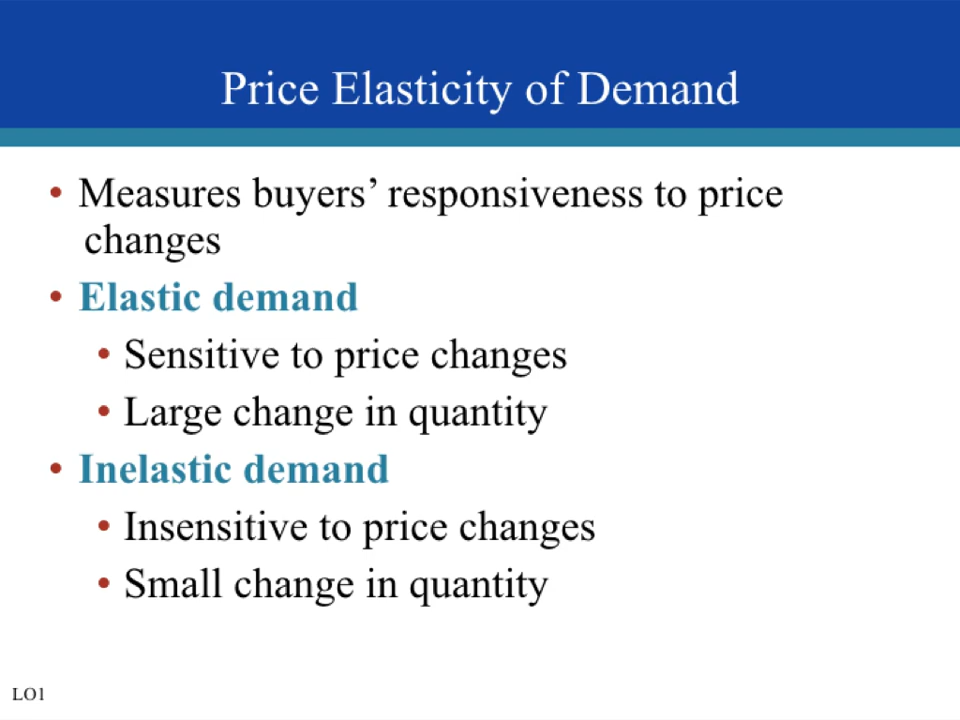 Price Elasticity of Demand
• Measures buyers’ responsiveness to price
changes
• Elastic demand
• Sensitive to price changes
• Large change in quantity
• Inelastic demand
• Insensitive to price changes
• Small change in quantity
LO1